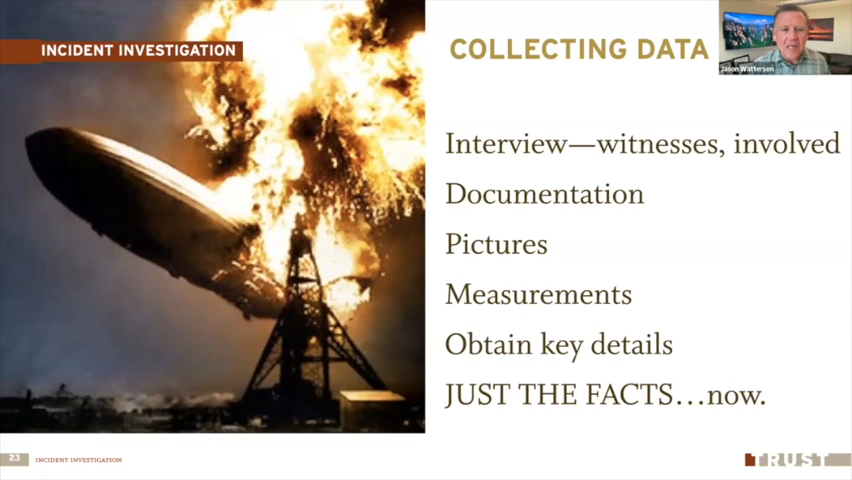 INCIDENT INVESTIGATION
COLLECTING DATA
Jason Watterson
Interview—witnesses, involved
Documentation
Pictures
Measurements
Obtain key details
JUST THE FACTS…now.
23
INCIDENT INVESTIGATION
TRUST